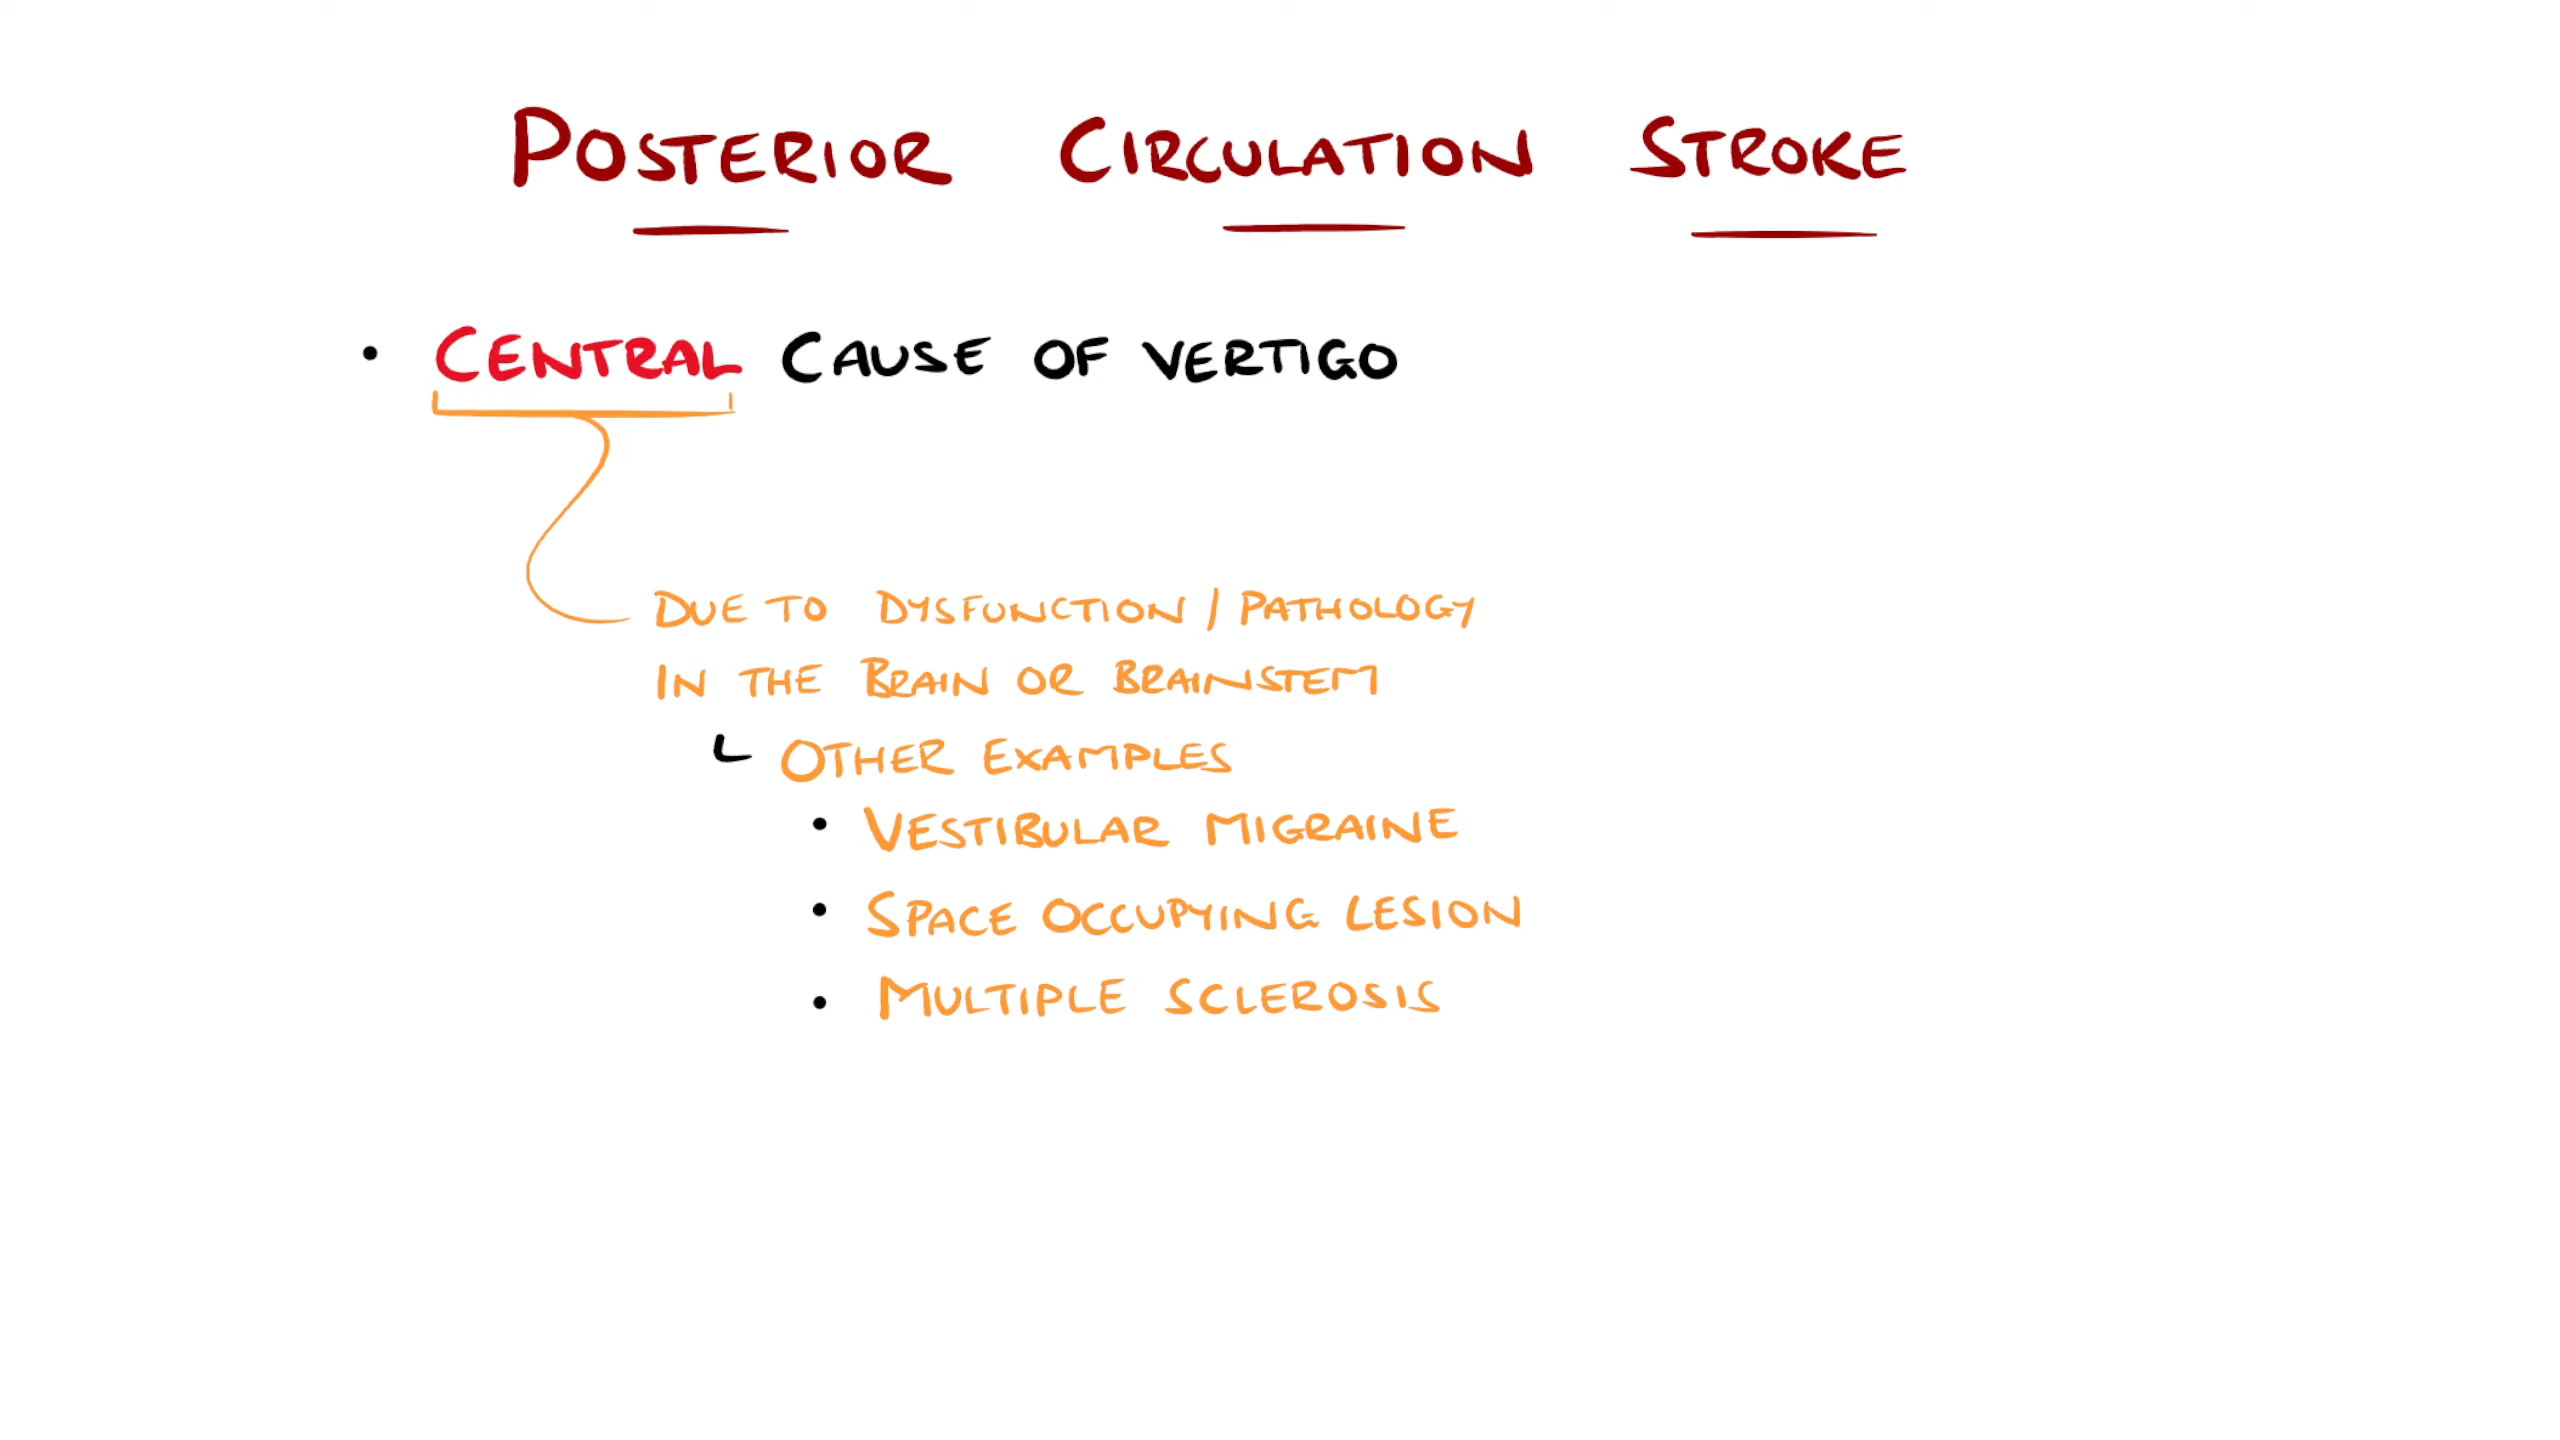 POSTERIOR CIRCULATION STROKE
• CENTRAL CAUSE OF VERTIGO
DUE TO DYSFUNCTION / PATHOLOGY
IN THE BRAIN OR BRAINSTEM
OTHER EXAMPLES
• VESTIBULAR MIGRAINE
• SPACE OCCUPYING LESION
• MULTIPLE SCLEROSIS